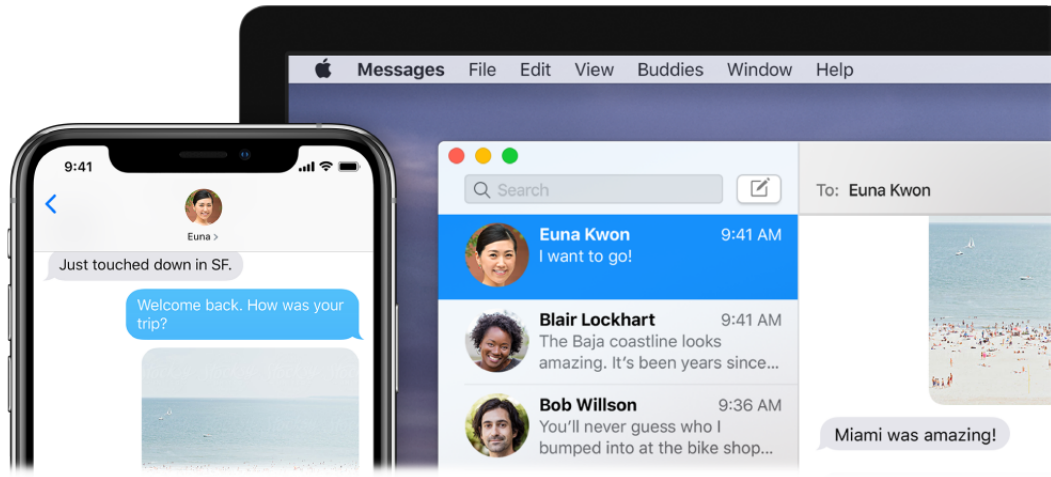 Messages File Edit View Buddies Window Help
9:41
Euna >
Just touched down in SF.
Welcome back. How was your
trip?
Search
To: Euna Kwon
Euna Kwon 9:41 AM
I want to go!
Blair Lockhart 9:41 AM
The Baja coastline looks
amazing. It's been years since...
Bob Willson 9:36 AM
You'll never guess who I
bumped into at the bike shop...
Miami was amazing!